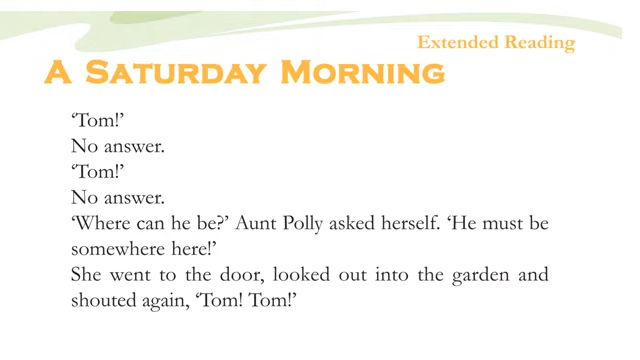 Extended Reading
A Saturday Morning
‘Tom!’
No answer.
‘Tom!’
No answer.
‘Where can he be?’ Aunt Polly asked herself. ‘He must be
somewhere here!’
She went to the door, looked out into the garden and
shouted again, ‘Tom! Tom!’